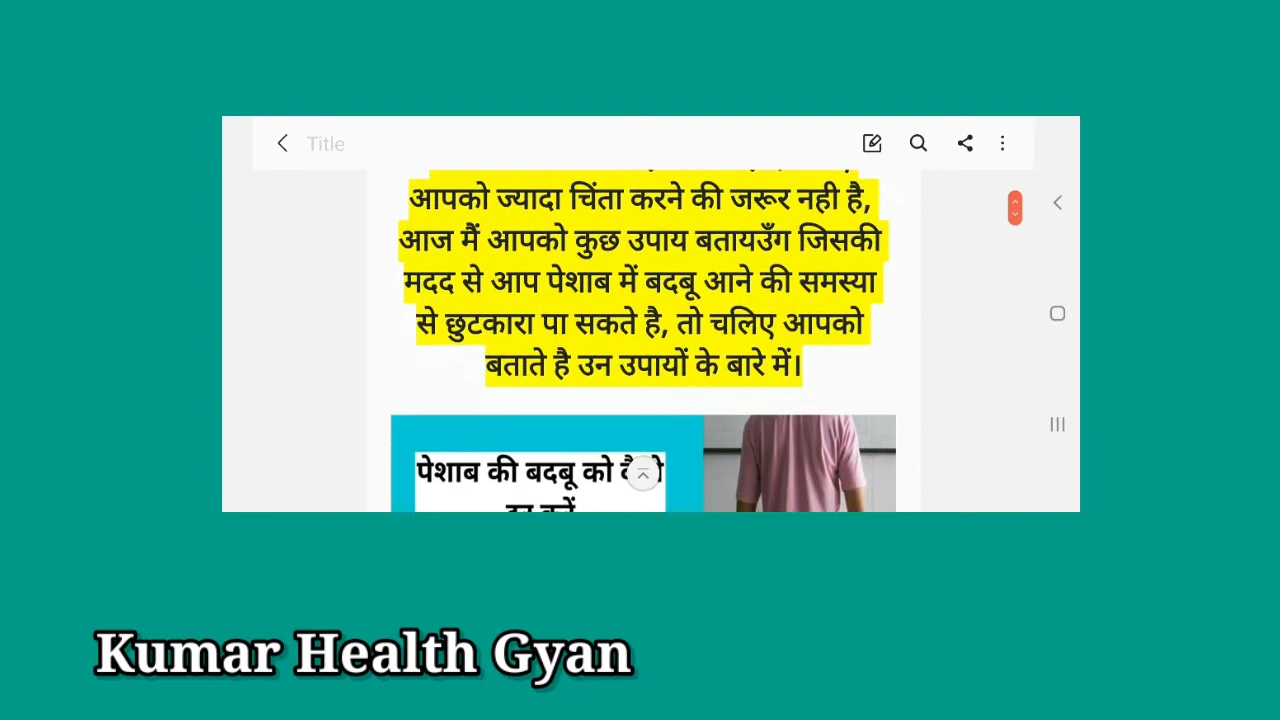 Title
आपको ज्यादा चिंता करने की जरूर नही है,
आज मैं आपको कुछ उपाय बतायउँग जिसकी
मदद से आप पेशाब में बदबू आने की समस्या
से छुटकारा पा सकते है, तो चलिए आपको
बताते है उन उपायों के बारे में।
पेशाब की बदबू को
Kumar Health Gyan